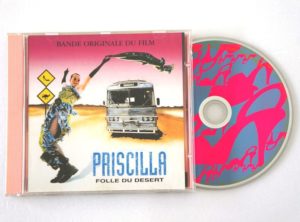 BANDE ORIGINALE DU FILM
PRISCILLA
FOLLE DU DESERT